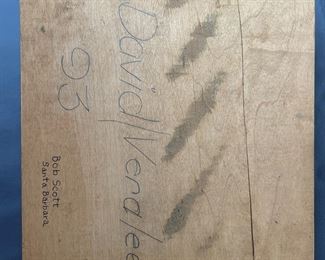 David/Veralee
93
Bob Scott
Santa Barbara